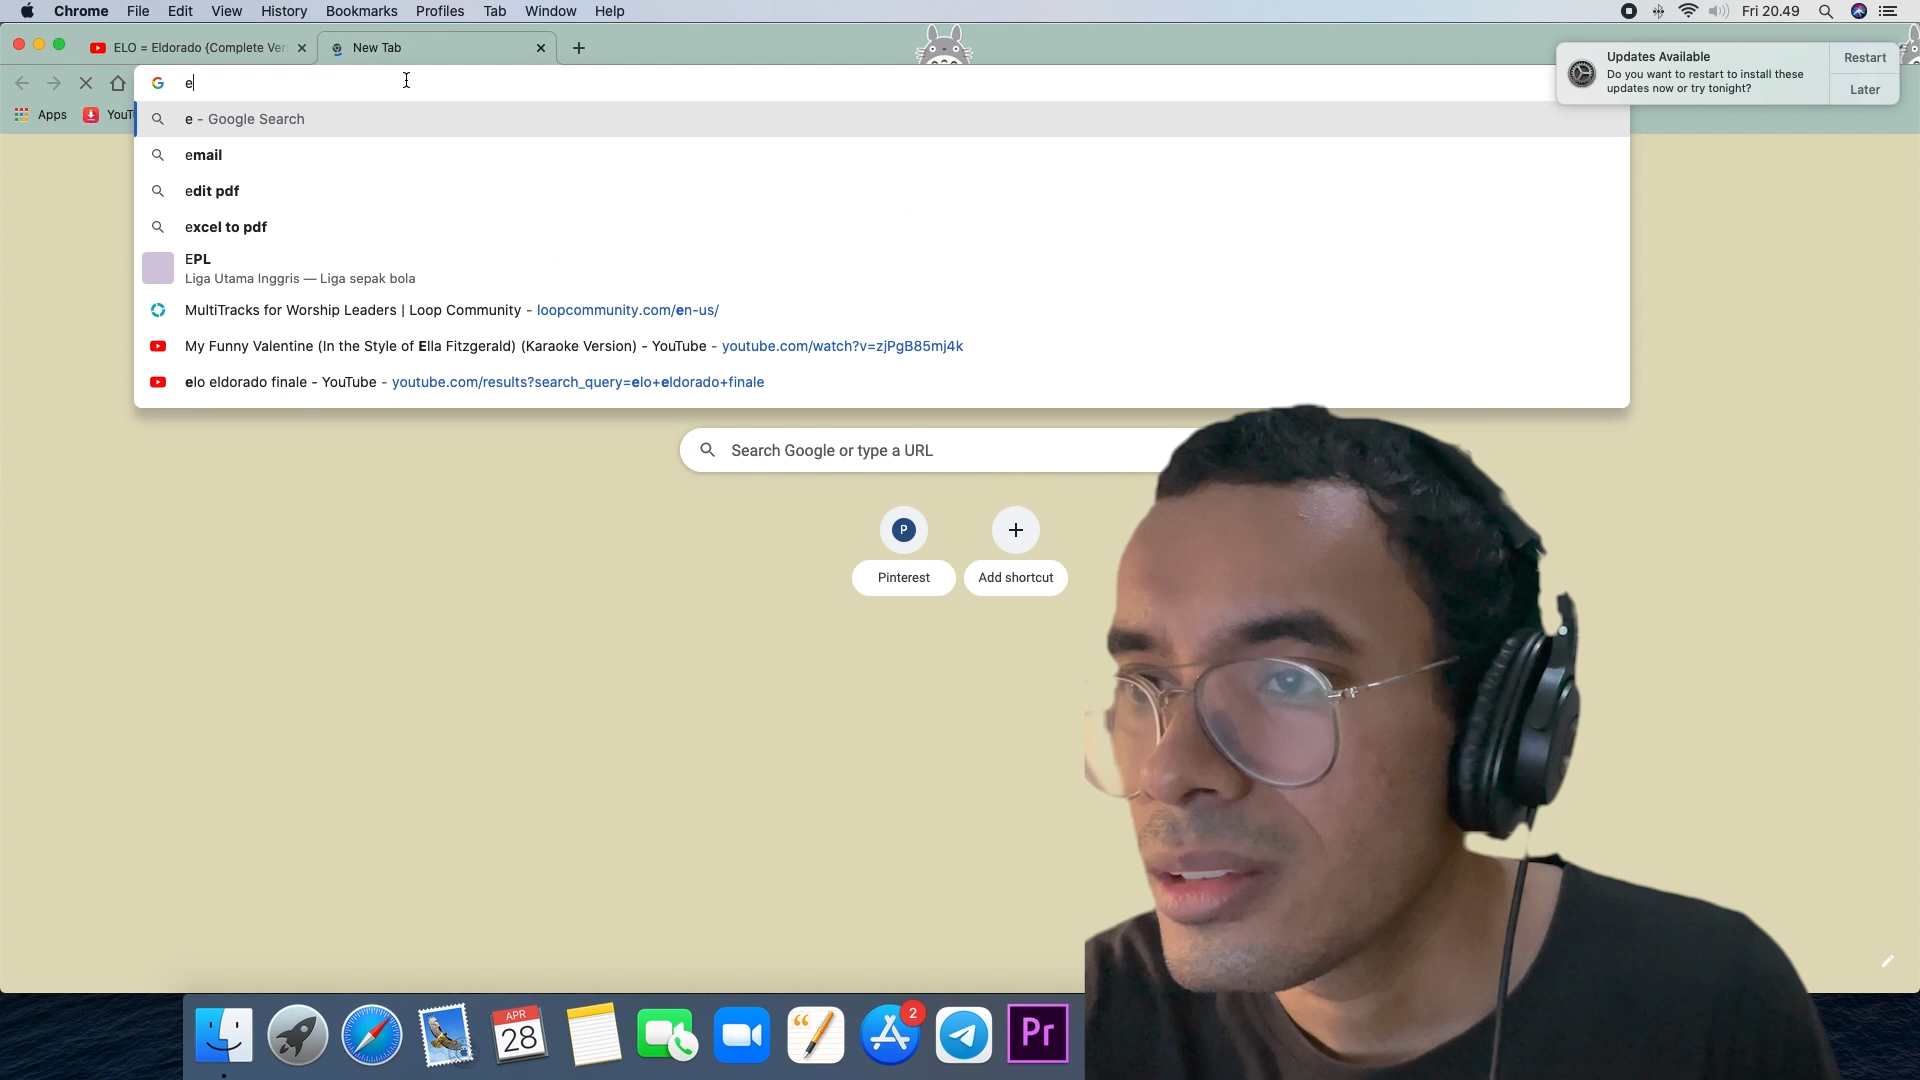 Chrome File Edit View History Bookmarks Profiles Tab Window Help
Fri 20.49
ELO = Eldorado {Complete Ver
New Tab
e
Updates Available
Do you want to restart to install these
updates now or try tonight?
Restart
Later
Apps
YouT
e - Google Search
email
edit pdf
excel to pdf
EPL
Liga Utama Inggris — Liga sepak bola
MultiTracks for Worship Leaders | Loop Community - loopcommunity.com/en-us/
My Funny Valentine (In the Style of Ella Fitzgerald) (Karaoke Version) - YouTube - youtube.com/watch?v=zjPgB85mj4k
elo eldorado finale - YouTube - youtube.com/results?search_query=elo+eldorado+finale
Search Google or type a URL
P
Pinterest
Add shortcut
APR
28
2
Pr